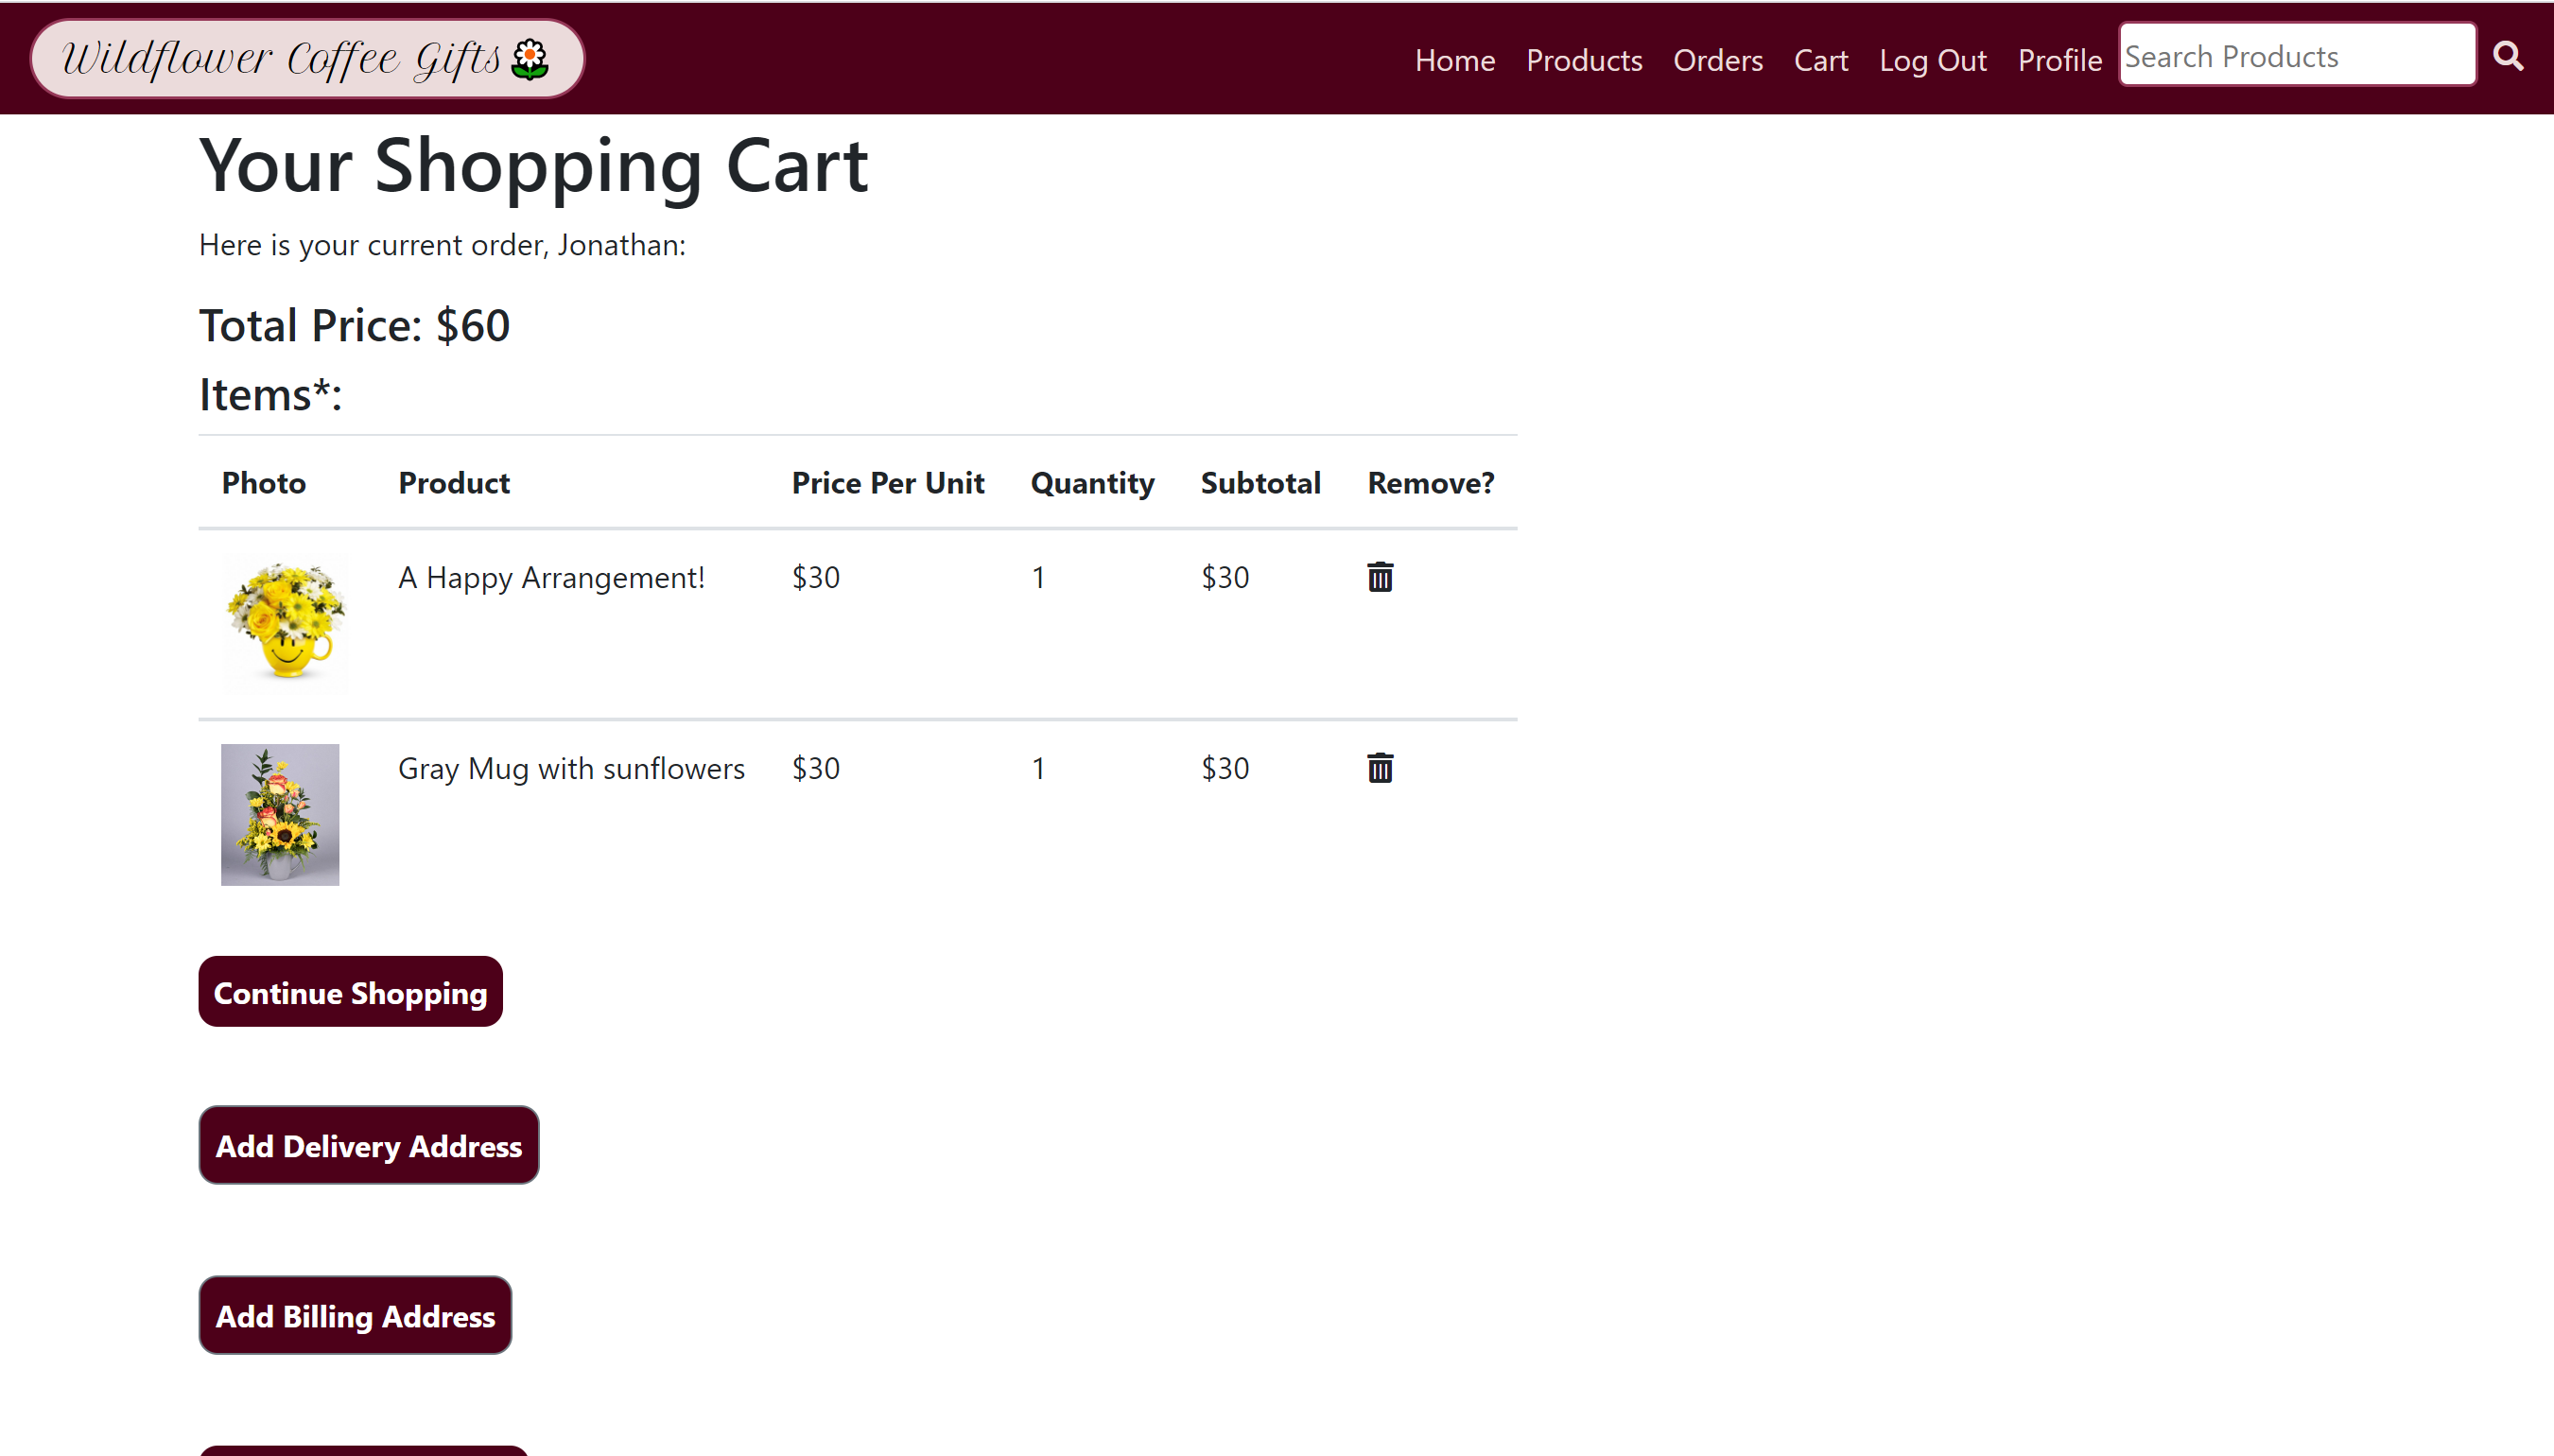 Wildflower Coffee Gifts
Home Products Orders Cart Log Out Profile Search Products
Your Shopping Cart
Here is your current order, Jonathan:
Total Price: $60
Items*:
Photo Product Price Per Unit Quantity Subtotal Remove?
A Happy Arrangement! $30 1 $30
Gray Mug with sunflowers $30 1 $30
Continue Shopping
Add Delivery Address
Add Billing Address